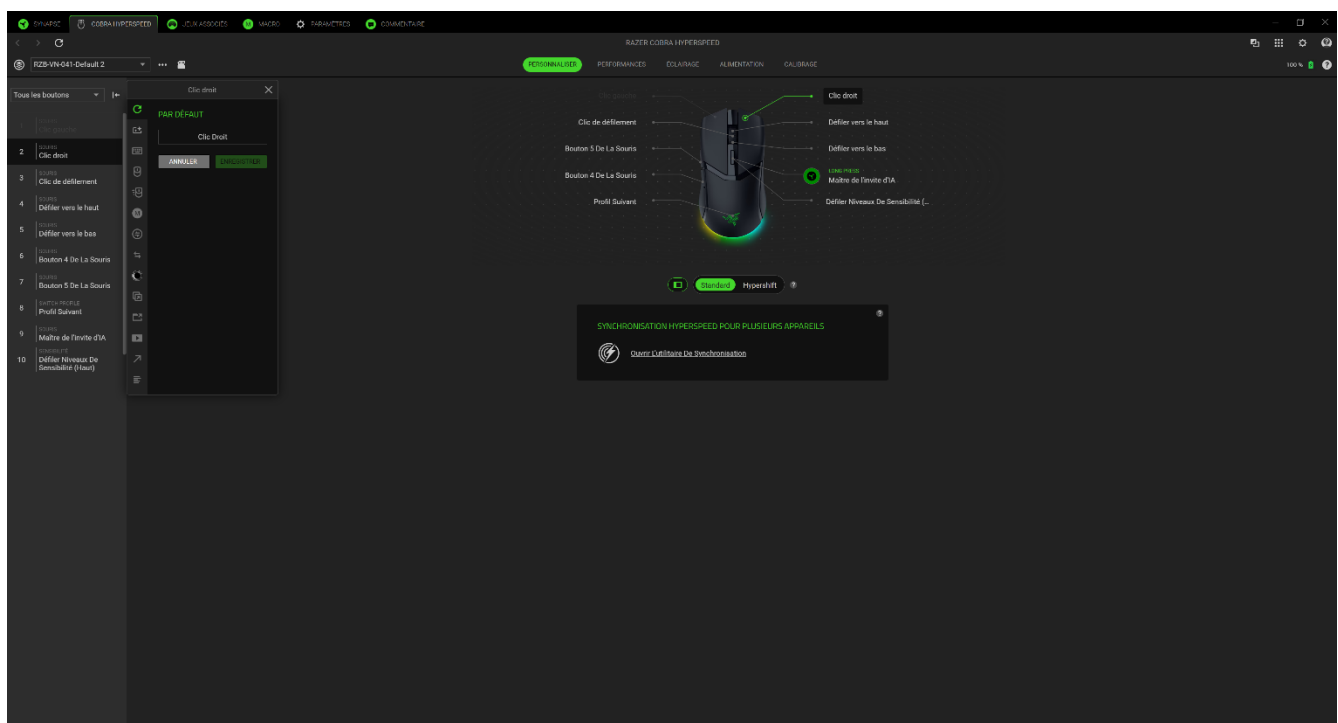 SYNAPSE COBRA HYPERSPEED JEUX ASSOCIÉS MACRO PARAMÈTRES COMMENTAIRE
RAZER COBRA HYPERSPEED
RZB-VN-041-Default 2
PERSONNALISER PERFORMANCES ÉCLAIRAGE ALIMENTATION CALIBRAGE
100 %
Tous les boutons
1 SOURIS
Clic gauche
2 SOURIS
Clic droit
3 SOURIS
Clic de défilement
4 SOURIS
Défiler vers le haut
5 SOURIS
Défiler vers le bas
6 SOURIS
Bouton 4 De La Souris
7 SOURIS
Bouton 5 De La Souris
8 SWITCH PROFILE
Profil Suivant
9 SOURIS
Maître de l'invite d'IA
10 SENSIBILITÉ
Défiler Niveaux De
Sensibilité (Haut)
Clic droit
PAR DÉFAUT
Clic Droit
ANNULER ENREGISTRER
Clic gauche
Clic de défilement
Bouton 5 De La Souris
Bouton 4 De La Souris
Profil Suivant
Clic droit
Défiler vers le haut
Défiler vers le bas
LONG PRESS
Maître de l'invite d'IA
Défiler Niveaux De Sensibilité (...
Standard Hypershift
SYNCHRONISATION HYPERSPEED POUR PLUSIEURS APPAREILS
Ouvrir L'utilitaire De Synchronisation